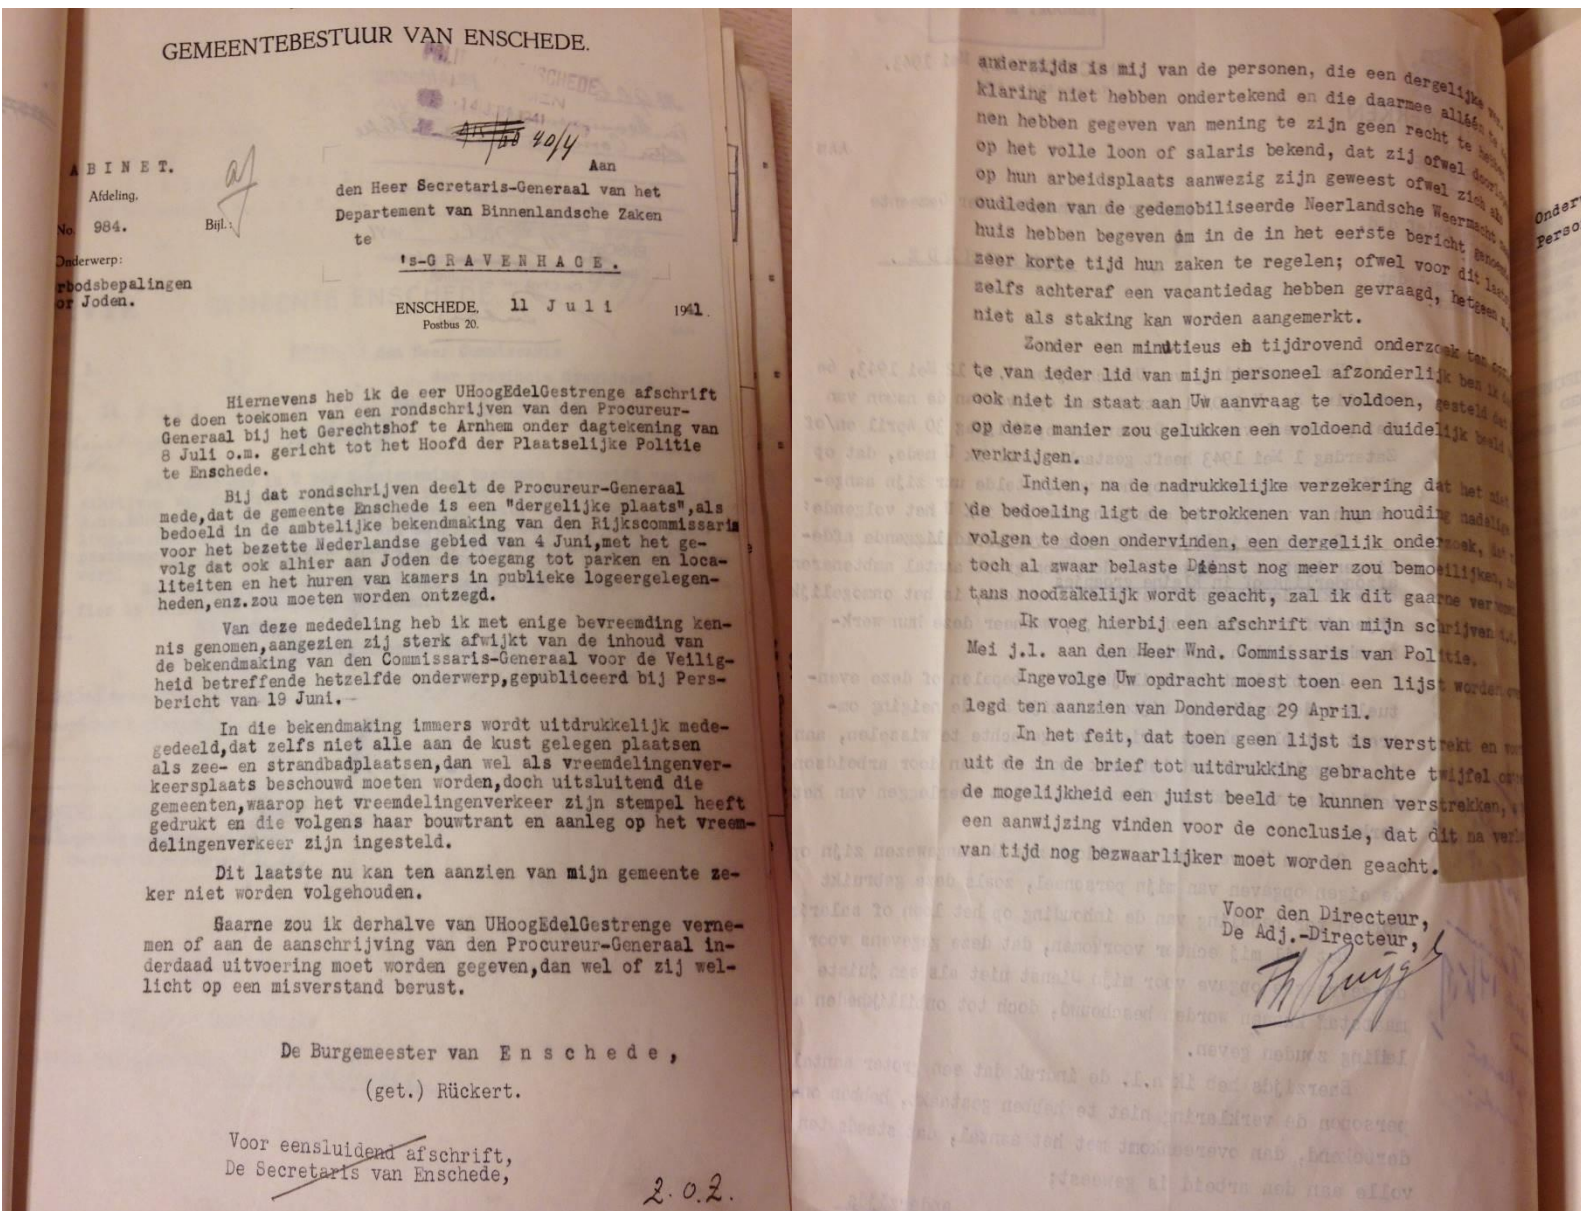 GEMEENTEBESTUUR VAN ENSCHEDE.
40/4
Aan
ABINET.
Afdeling.
den Heer Secretaris-Generaal van het
No. 984.
Bijl.:
Departement van Binnenlandsche Zaken
te
Onderwerp:
's-GRAVENHAGE.
rbodsbepalingen
or Joden.
ENSCHEDE, 11 Juli 1941.
Postbus 20.
Hiernevens heb ik de eer UHoogEdelGestrenge afschrift
te doen toekomen van een rondschrijven van den Procureur-
Generaal bij het Gerechtshof te Arnhem onder dagtekening van
8 Juli o.m. gericht tot het Hoofd der Plaatselijke Politie
te Enschede.
Bij dat rondschrijven deelt de Procureur-Generaal
mede,dat de gemeente Enschede is een "dergelijke plaats",als
bedoeld in de ambtelijke bekendmaking van den Rijkscommissaris
voor het bezette Nederlandse gebied van 4 Juni,met het ge-
volg dat ook alhier aan Joden de toegang tot parken en loca-
liteiten en het huren van kamers in publieke logeergelegen-
heden,enz.zou moeten worden ontzegd.
Van deze mededeling heb ik met enige bevreemding ken-
nis genomen,aangezien zij sterk afwijkt van de inhoud van
de bekendmaking van den Commissaris-Generaal voor de Veilig-
heid betreffende hetzelfde onderwerp,gepubliceerd bij Pers-
bericht van 19 Juni.-
In die bekendmaking immers wordt uitdrukkelijk mede-
gedeeld,dat zelfs niet alle aan de kust gelegen plaatsen
als zee- en strandbadplaatsen,dan wel als vreemdelingenver-
keersplaats beschouwd moeten worden,doch uitsluitend die
gemeenten,waarop het vreemdelingenverkeer zijn stempel heeft
gedrukt en die volgens haar bouwtrant en aanleg op het vreem-
delingenverkeer zijn ingesteld.
Dit laatste nu kan ten aanzien van mijn gemeente ze-
ker niet worden volgehouden.
Gaarne zou ik derhalve van UHoogEdelGestrenge verne-
men of aan de aanschrijving van den Procureur-Generaal in-
derdaad uitvoering moet worden gegeven,dan wel of zij wel-
licht op een misverstand berust.
De Burgemeester van Enschede,
(get.) Rückert.
Voor eensluidend afschrift,
De Secretaris van Enschede,
Z.O.Z.
anderzijds is mij van de personen, die een dergelijke ver-
klaring niet hebben ondertekend en die daarmee alléén te
nen hebben gegeven van mening te zijn geen recht te hebben
op het volle loon of salaris bekend, dat zij ofwel
op hun arbeidsplaats aanwezig zijn geweest ofwel zich als
oudleden van de gedemobiliseerde Neerlandsche Weermacht
huis hebben begeven om in de in het eerste bericht
zeer korte tijd hun zaken te regelen; ofwel voor dit
zelfs achteraf een vacantiedag hebben gevraagd, hetgeen
niet als staking kan worden aangemerkt.
Zonder een minutieus en tijdrovend onderzoek ten
te van ieder lid van mijn personeel afzonderlijk ben ik
ook niet in staat aan Uw aanvraag te voldoen, gesteld dat
op deze manier zou gelukken een voldoend duidelijk beeld
verkrijgen.
Indien, na de nadrukkelijke verzekering dat het niet
de bedoeling ligt de betrokkenen van hun houding nadelige
volgen te doen ondervinden, een dergelijk onderzoek, dat
toch al zwaar belaste Dienst nog meer zou bemoeilijken,
tans noodzakelijk wordt geacht, zal ik dit gaarne
Ik voeg hierbij een afschrift van mijn schrijven
Mei j.l. aan den Heer Wnd. Commissaris van Politie.
Ingevolge Uw opdracht moest toen een lijst worden
legd ten aanzien van Donderdag 29 April.
In het feit, dat toen geen lijst is verstrekt en
uit de in de brief tot uitdrukking gebrachte twijfel
de mogelijkheid een juist beeld te kunnen verstrekken,
een aanwijzing vinden voor de conclusie, dat dit na
van tijd nog bezwaarlijker moet worden geacht.
Voor den Directeur,
De Adj.-Directeur,
Onder
Perso